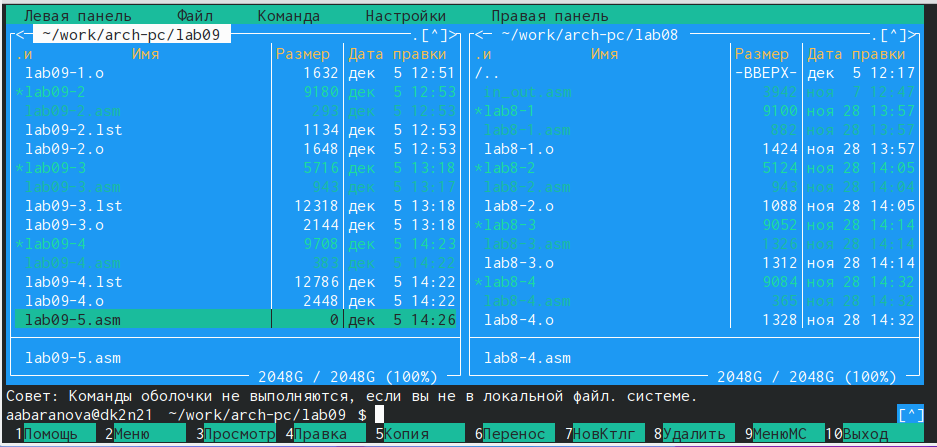 Левая панель Файл Команда Настройки Правая панель
<- ~/work/arch-pc/lab09 .[^]> <- ~/work/arch-pc/lab08 .[^]>
.и Имя Размер Дата правки .и Имя Размер Дата правки
lab09-1.o 1632 дек 5 12:51 /.. -ВВЕРХ- дек 5 12:17
*lab09-2 9180 дек 5 12:53 in_out.asm 3942 ноя 7 12:47
lab09-2.asm 293 дек 5 12:53 *lab8-1 9100 ноя 28 13:57
lab09-2.lst 1134 дек 5 12:53 lab8-1.asm 882 ноя 28 13:57
lab09-2.o 1648 дек 5 12:53 lab8-1.o 1424 ноя 28 13:57
*lab09-3 5716 дек 5 13:18 *lab8-2 5124 ноя 28 14:05
lab09-3.asm 943 дек 5 13:17 lab8-2.asm 943 ноя 28 14:04
lab09-3.lst 12318 дек 5 13:18 lab8-2.o 1088 ноя 28 14:05
lab09-3.o 2144 дек 5 13:18 *lab8-3 9052 ноя 28 14:14
*lab09-4 9708 дек 5 14:23 lab8-3.asm 1326 ноя 28 14:14
lab09-4.asm 383 дек 5 14:22 lab8-3.o 1312 ноя 28 14:14
lab09-4.lst 12786 дек 5 14:22 *lab8-4 9084 ноя 28 14:32
lab09-4.o 2448 дек 5 14:22 lab8-4.asm 365 ноя 28 14:32
lab09-5.asm 0 дек 5 14:26 lab8-4.o 1328 ноя 28 14:32
lab09-5.asm lab8-4.asm
2048G / 2048G (100%) 2048G / 2048G (100%)
Совет: Команды оболочки не выполняются, если вы не в локальной файл. системе.
aabaranova@dk2n21 ~/work/arch-pc/lab09 $ [^]
1Помощь 2Меню 3Просмотр 4Правка 5Копия 6Перенос 7НовКтлг 8Удалить 9МенюМС 10Выход